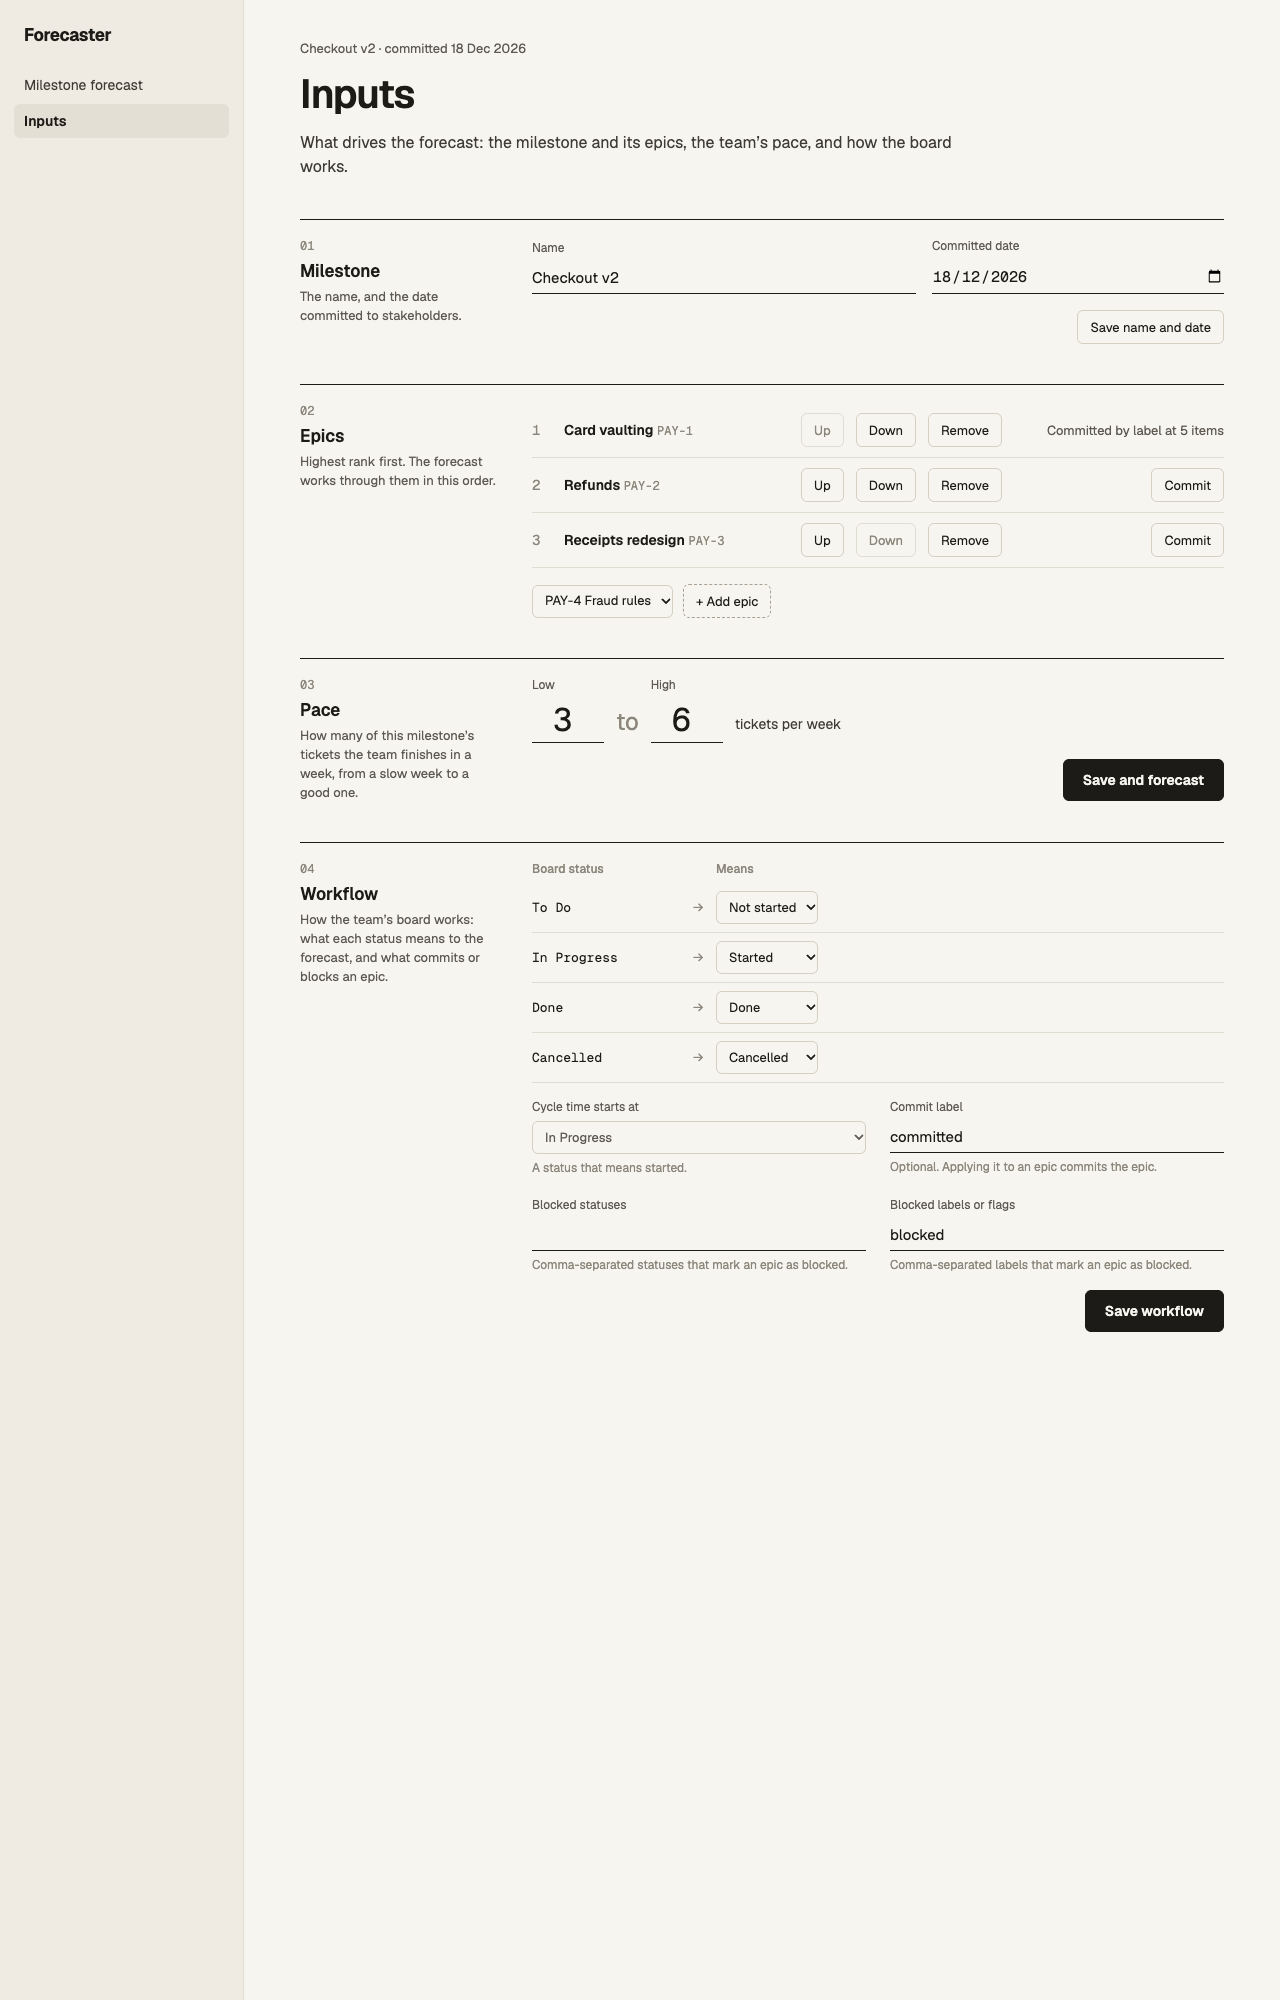 Forecaster
Milestone forecast
Inputs
Checkout v2 · committed 18 Dec 2026
Inputs
What drives the forecast: the milestone and its epics, the team’s pace, and how the board
works.
01
Milestone
The name, and the date
committed to stakeholders.
Name
Committed date
Checkout v2
18/12/2026
Save name and date
02
Epics
Highest rank first. The forecast
works through them in this order.
1 Card vaulting PAY-1 Up Down Remove Committed by label at 5 items
2 Refunds PAY-2 Up Down Remove Commit
3 Receipts redesign PAY-3 Up Down Remove Commit
PAY-4 Fraud rules + Add epic
03
Pace
How many of this milestone’s
tickets the team finishes in a
week, from a slow week to a
good one.
Low High
3 to 6 tickets per week
Save and forecast
04
Workflow
How the team’s board works:
what each status means to the
forecast, and what commits or
blocks an epic.
Board status Means
To Do → Not started
In Progress → Started
Done → Done
Cancelled → Cancelled
Cycle time starts at
In Progress
A status that means started.
Commit label
committed
Optional. Applying it to an epic commits the epic.
Blocked statuses
Comma-separated statuses that mark an epic as blocked.
Blocked labels or flags
blocked
Comma-separated labels that mark an epic as blocked.
Save workflow